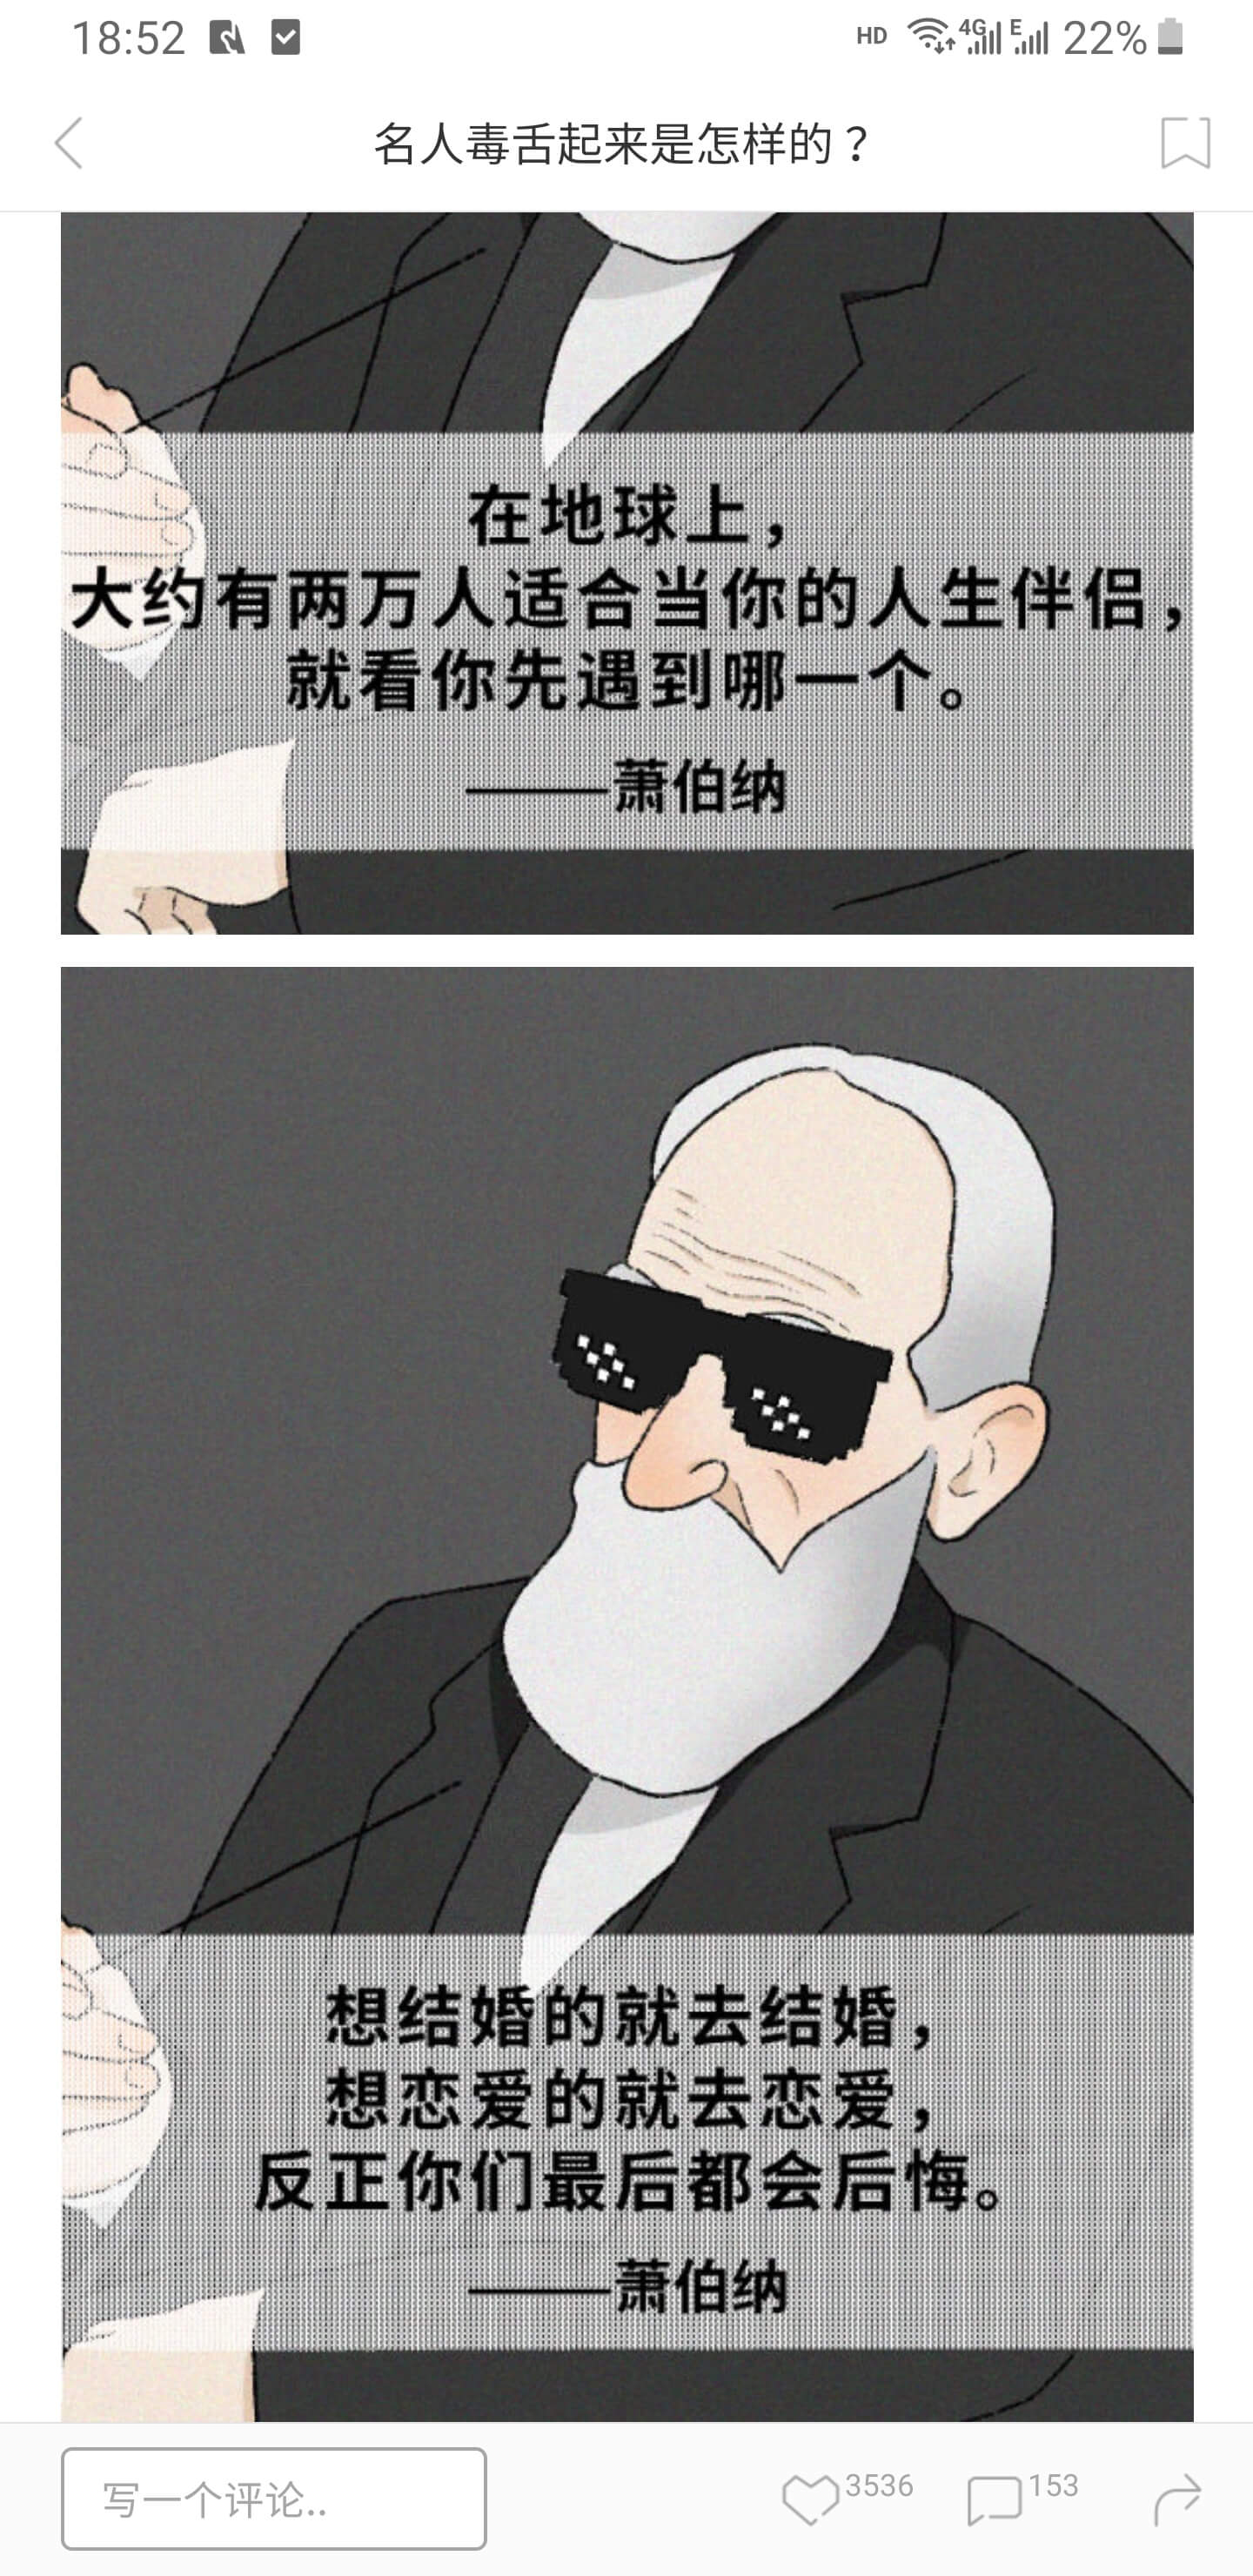 18:52 HD 4G E 22%
名人毒舌起来是怎样的？
在地球上，
大约有两万人适合当你的人生伴侣，
就看你先遇到哪一个。
——萧伯纳
想结婚的就去结婚，
想恋爱的就去恋爱，
反正你们最后都会后悔。
——萧伯纳
写一个评论.. 3536 153